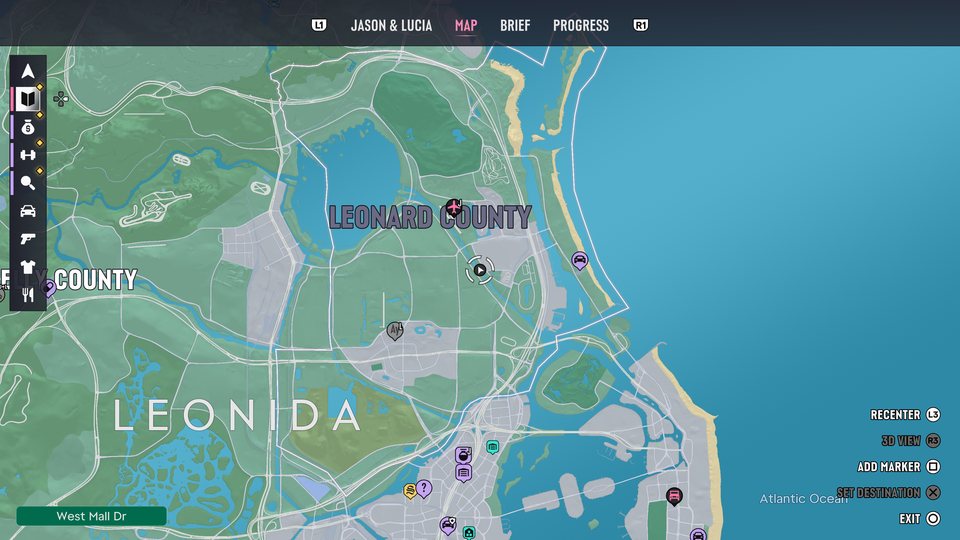 L1 JASON & LUCIA MAP BRIEF PROGRESS R1
LEONARD COUNTY
COUNTY
LEONIDA
RECENTER L3
3D VIEW R3
ADD MARKER
SET DESTINATION
Atlantic Ocean
EXIT
West Mall Dr